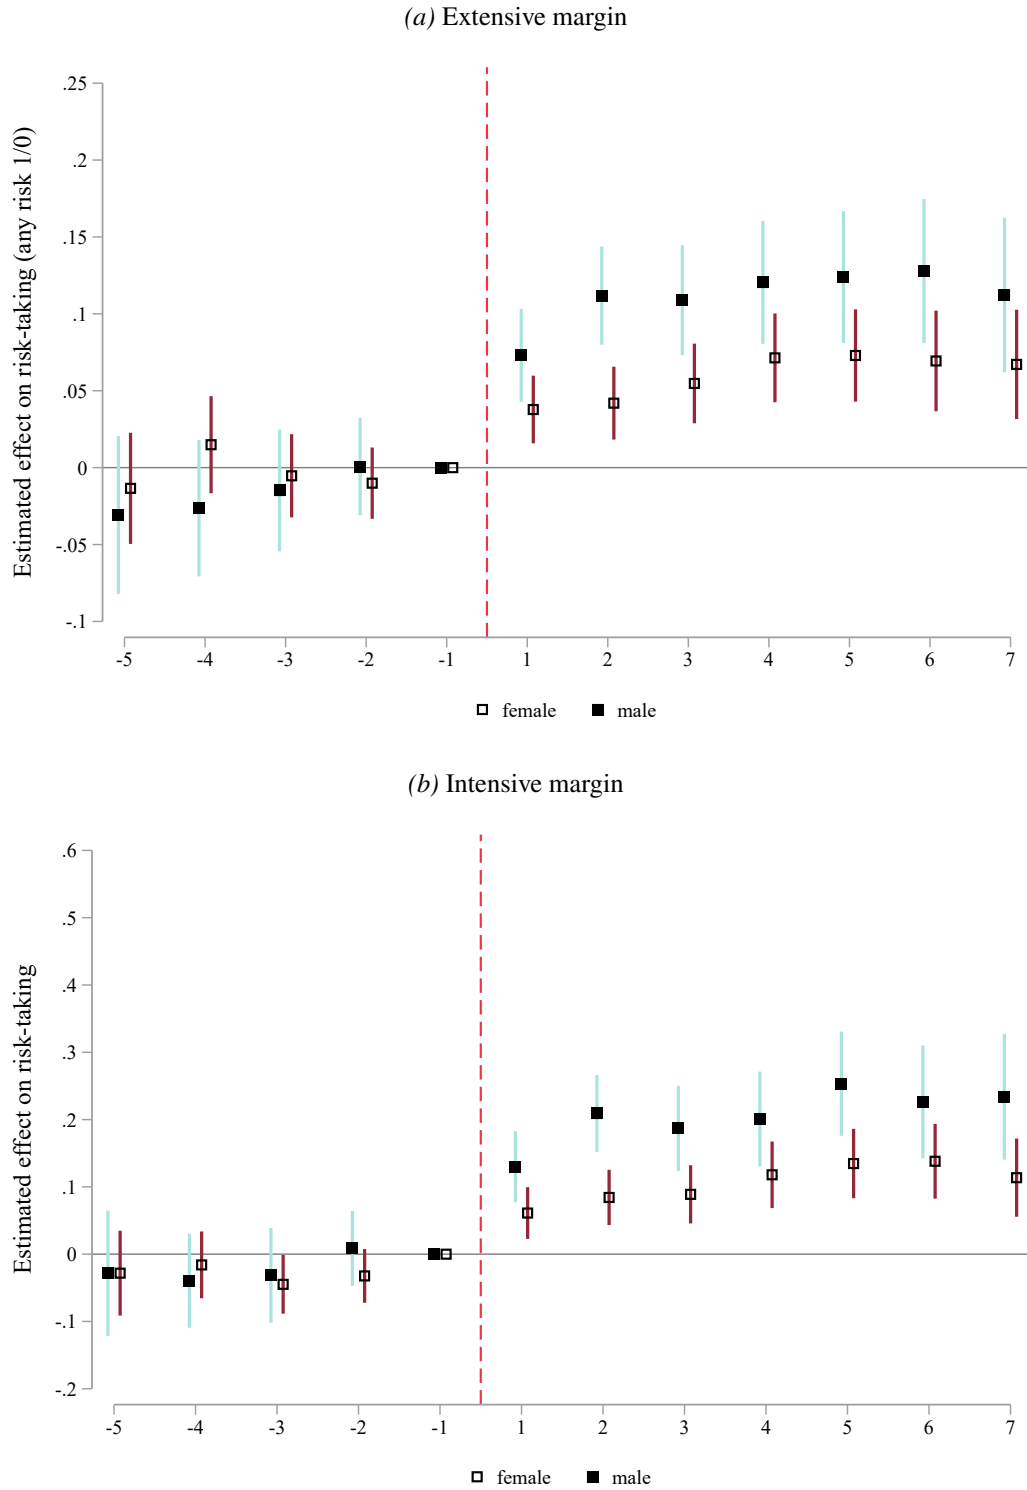 (a) Extensive margin
Estimated effect on risk-taking (any risk 1/0)
.25
.2
.15
.1
.05
0
-.05
-.1
-5 -4 -3 -2 -1 1 2 3 4 5 6 7
female male
(b) Intensive margin
Estimated effect on risk-taking
.6
.5
.4
.3
.2
.1
0
-.1
-.2
-5 -4 -3 -2 -1 1 2 3 4 5 6 7
female male